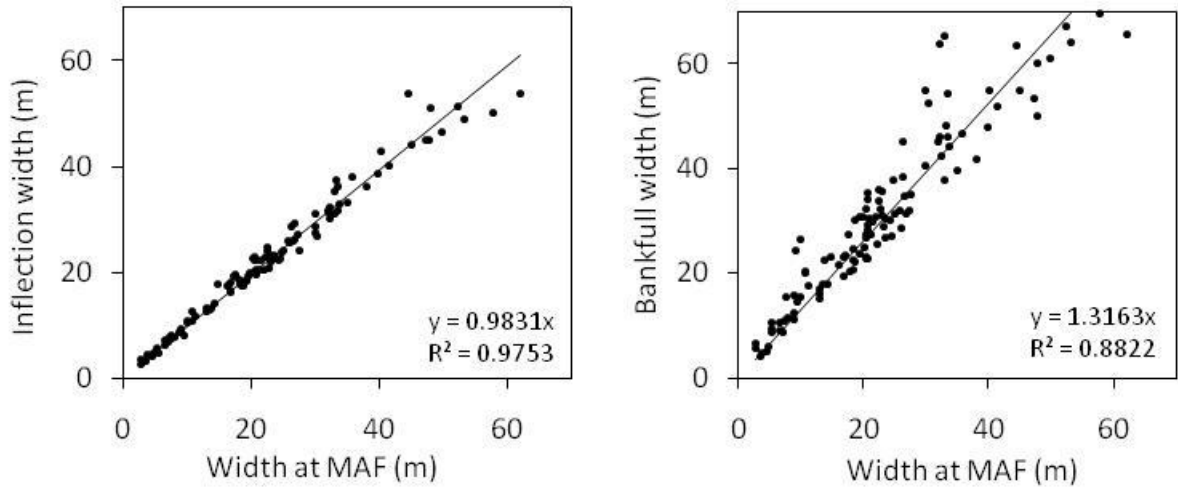 Inflection width (m)
60
40
20
0
y = 0.9831x
R² = 0.9753
0 20 40 60
Width at MAF (m)
Bankfull width (m)
60
40
20
0
y = 1.3163x
R² = 0.8822
0 20 40 60
Width at MAF (m)